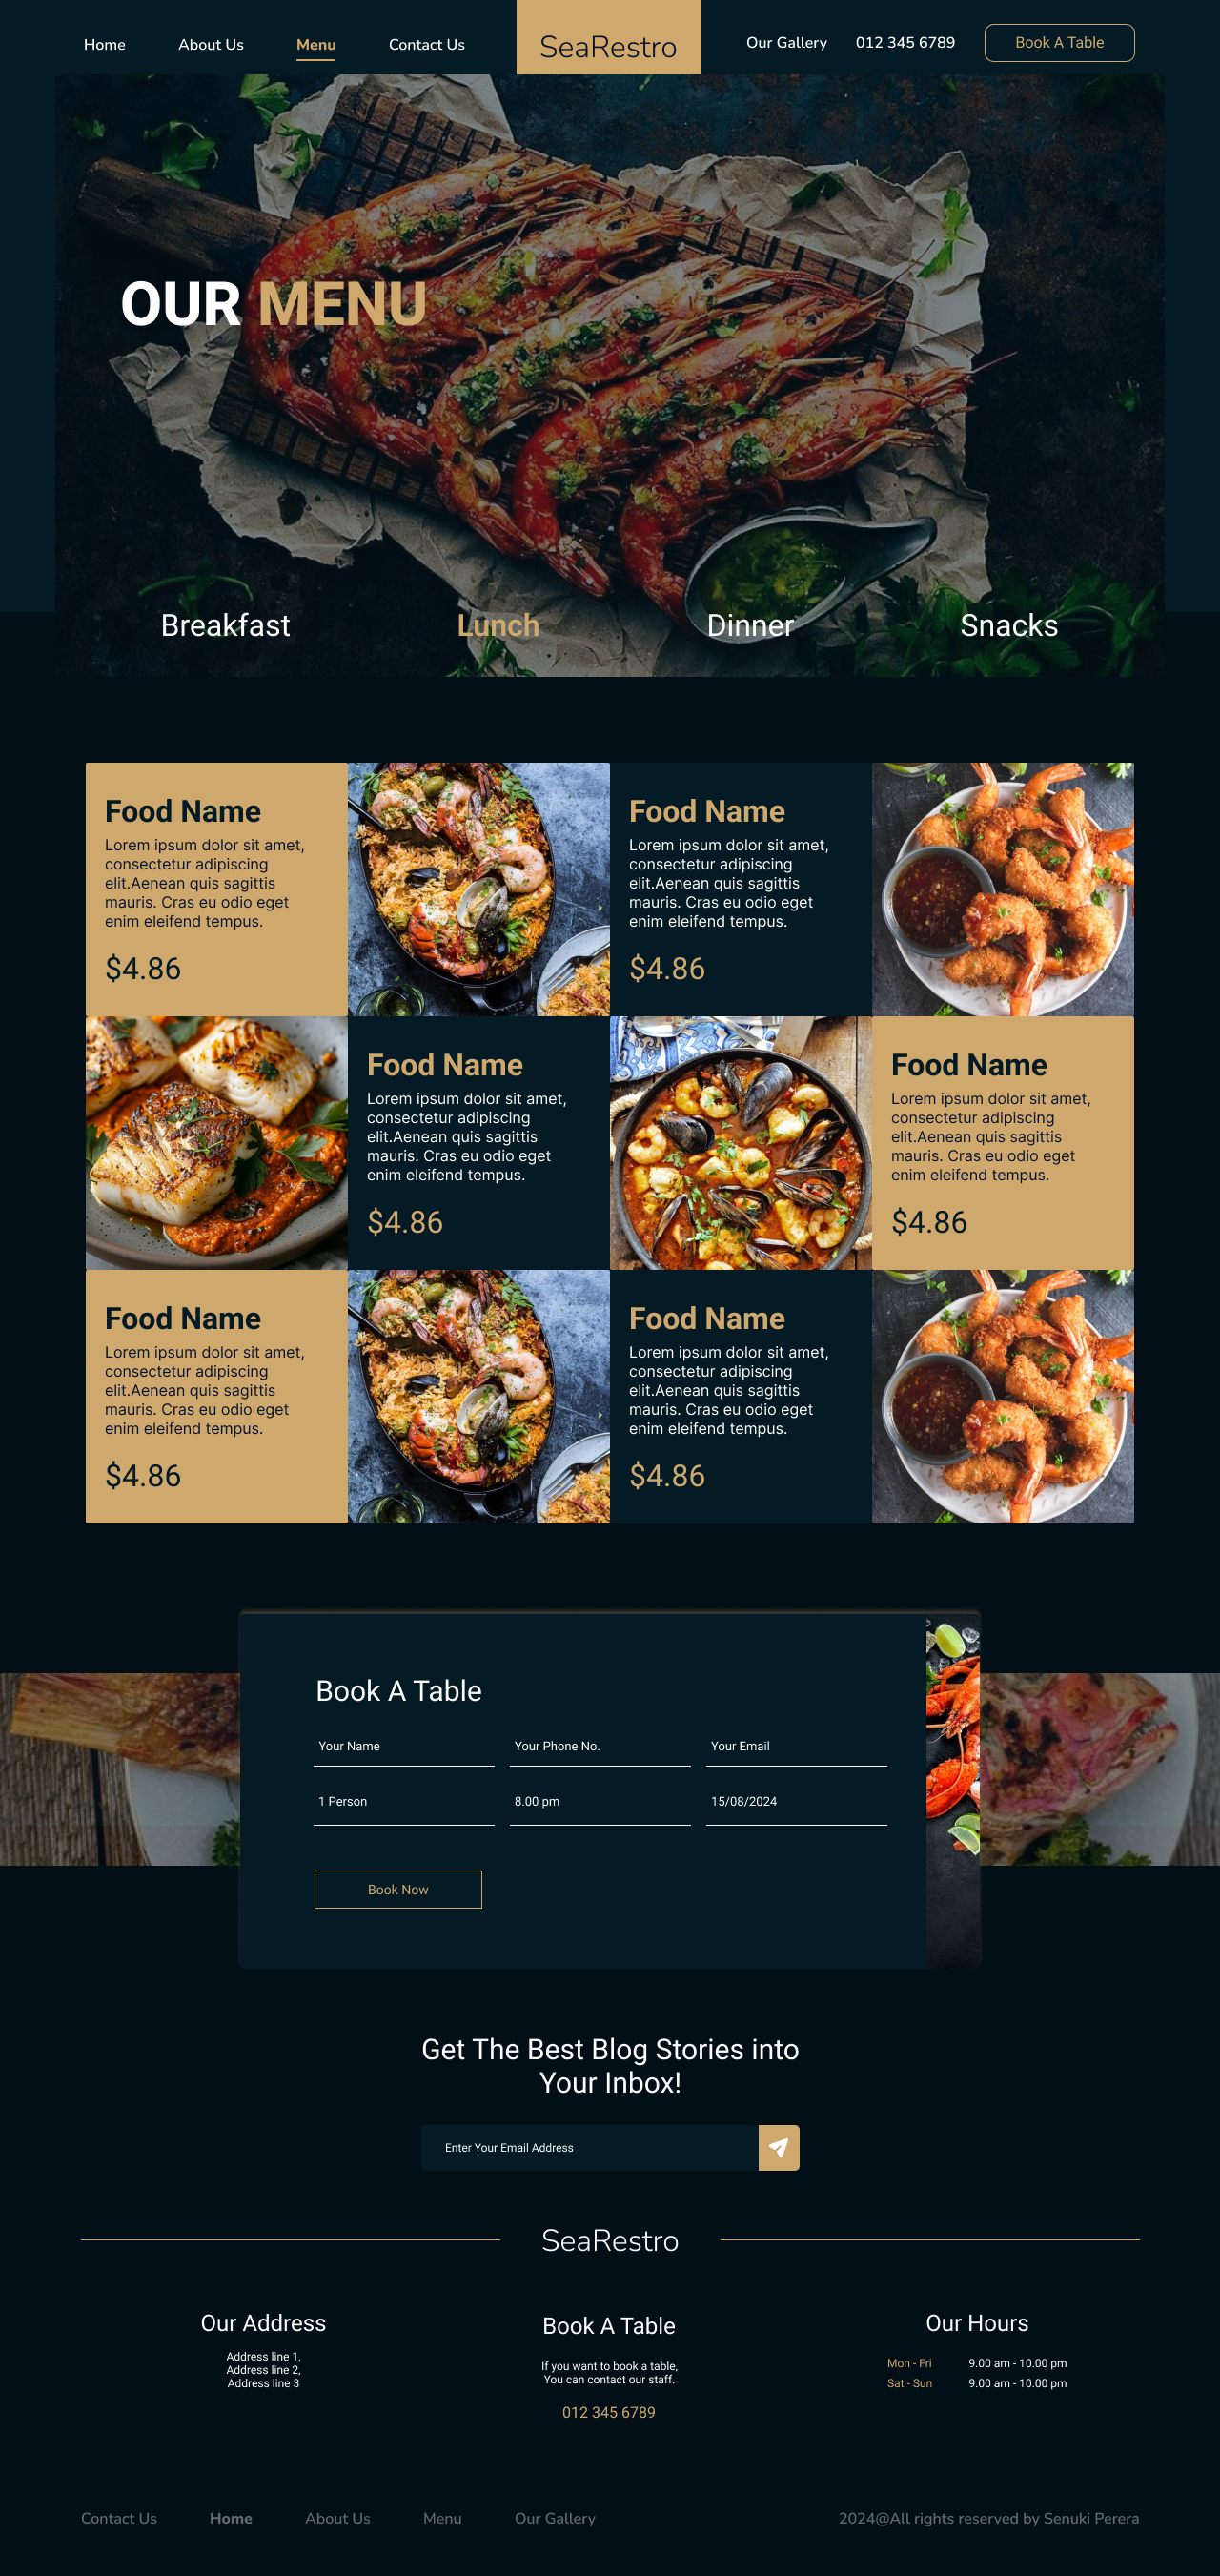 Home About Us Menu Contact Us SeaRestro Our Gallery 012 345 6789 Book A Table
OUR MENU
Breakfast Lunch Dinner Snacks
Food Name
Lorem ipsum dolor sit amet,
consectetur adipiscing
elit.Aenean quis sagittis
mauris. Cras eu odio eget
enim eleifend tempus.
$4.86
Food Name
Lorem ipsum dolor sit amet,
consectetur adipiscing
elit.Aenean quis sagittis
mauris. Cras eu odio eget
enim eleifend tempus.
$4.86
Food Name
Lorem ipsum dolor sit amet,
consectetur adipiscing
elit.Aenean quis sagittis
mauris. Cras eu odio eget
enim eleifend tempus.
$4.86
Food Name
Lorem ipsum dolor sit amet,
consectetur adipiscing
elit.Aenean quis sagittis
mauris. Cras eu odio eget
enim eleifend tempus.
$4.86
Food Name
Lorem ipsum dolor sit amet,
consectetur adipiscing
elit.Aenean quis sagittis
mauris. Cras eu odio eget
enim eleifend tempus.
$4.86
Food Name
Lorem ipsum dolor sit amet,
consectetur adipiscing
elit.Aenean quis sagittis
mauris. Cras eu odio eget
enim eleifend tempus.
$4.86
Book A Table
Your Name Your Phone No. Your Email
1 Person 8.00 pm 15/08/2024
Book Now
Get The Best Blog Stories into
Your Inbox!
Enter Your Email Address
SeaRestro
Our Address
Address line 1,
Address line 2,
Address line 3
Book A Table
If you want to book a table,
You can contact our staff.
012 345 6789
Our Hours
Mon - Fri 9.00 am - 10.00 pm
Sat - Sun 9.00 am - 10.00 pm
Contact Us Home About Us Menu Our Gallery 2024@All rights reserved by Senuki Perera